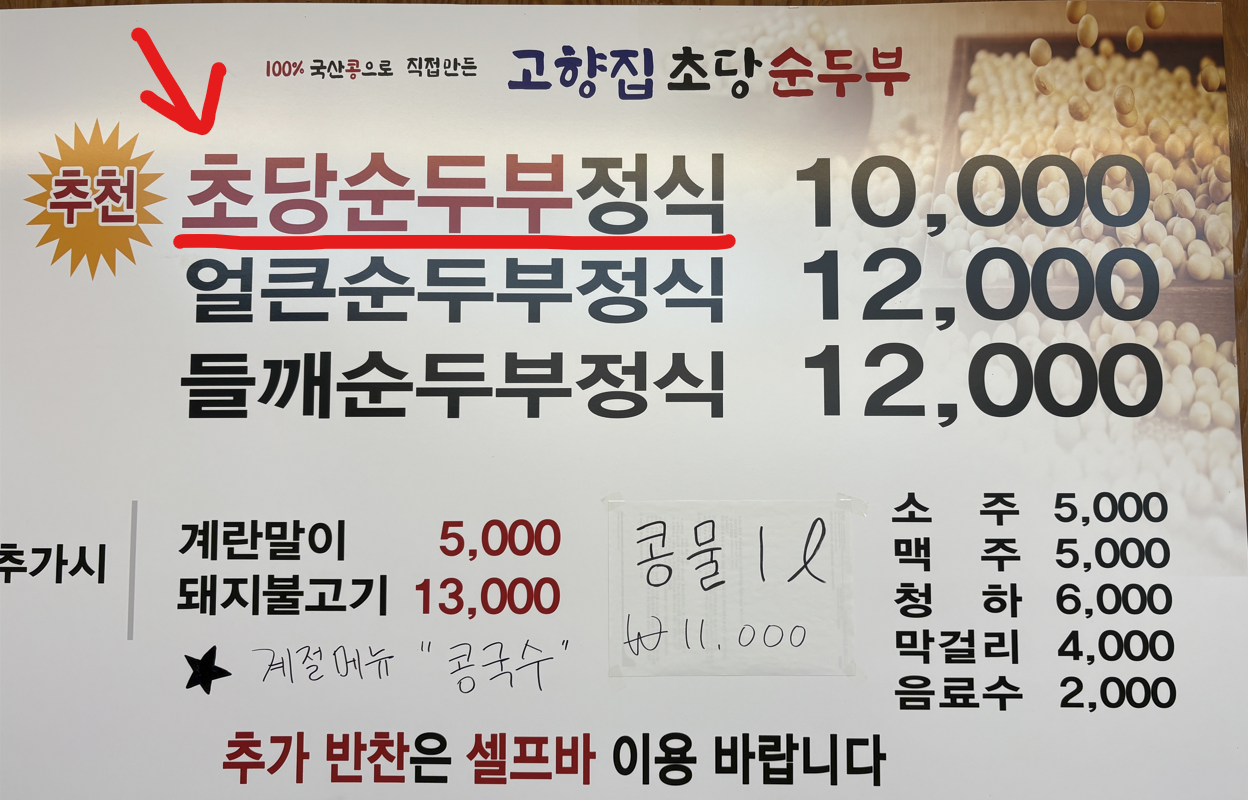 100% 국산콩으로 직접만든 고향집 초당 순두부
추천 초당순두부정식 10,000
얼큰순두부정식 12,000
들깨순두부정식 12,000
추가시
계란말이 5,000
돼지불고기 13,000
★ 계절메뉴 "콩국수"
콩물 1ℓ
₩11.000
소주 5,000
맥주 5,000
청하 6,000
막걸리 4,000
음료수 2,000
추가 반찬은 셀프바 이용 바랍니다